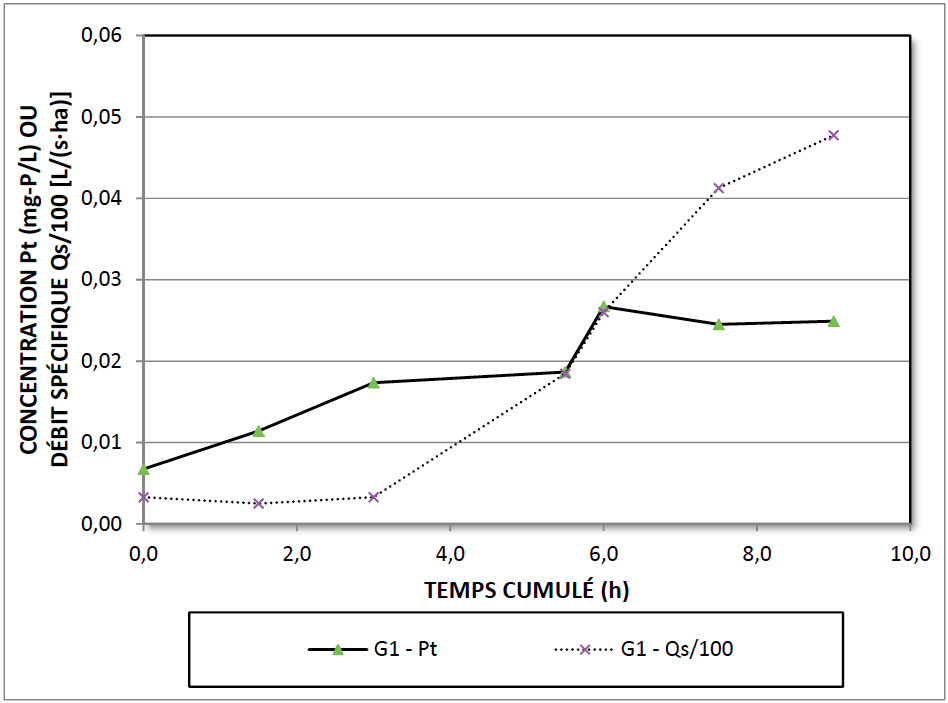 CONCENTRATION Pt (mg-P/L) OU
DÉBIT SPÉCIFIQUE Qs/100 [L/(s·ha)]
0,06
0,05
0,04
0,03
0,02
0,01
0,00
0,0 2,0 4,0 6,0 8,0 10,0
TEMPS CUMULÉ (h)
G1 - Pt G1 - Qs/100